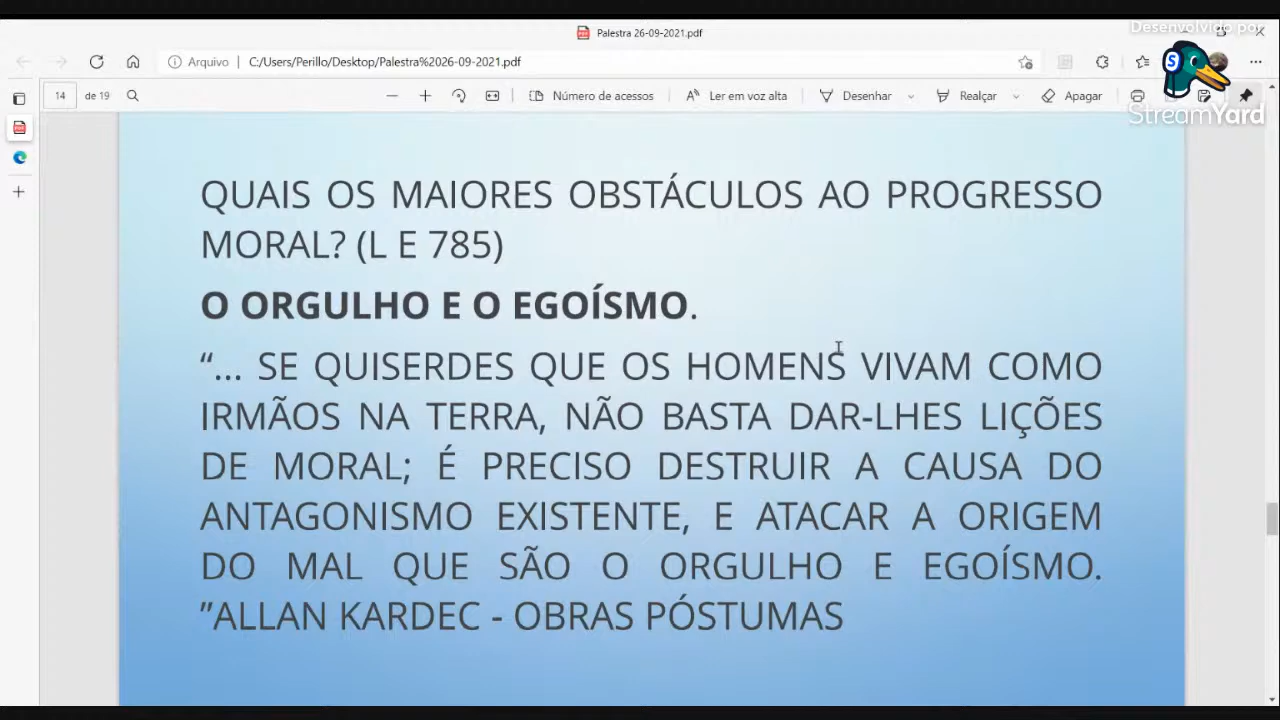 Desenvolvido por
Palestra 26-09-2021.pdf
Arquivo | C:/Users/Perillo/Desktop/Palestra%2026-09-2021.pdf
S
StreamYard
14 de 19 Número de acessos Ler em voz alta Desenhar Realçar Apagar
QUAIS OS MAIORES OBSTÁCULOS AO PROGRESSO
MORAL? (L E 785)
O ORGULHO E O EGOÍSMO.
“... SE QUISERDES QUE OS HOMENS VIVAM COMO
IRMÃOS NA TERRA, NÃO BASTA DAR-LHES LIÇÕES
DE MORAL; É PRECISO DESTRUIR A CAUSA DO
ANTAGONISMO EXISTENTE, E ATACAR A ORIGEM
DO MAL QUE SÃO O ORGULHO E EGOÍSMO.
”ALLAN KARDEC - OBRAS PÓSTUMAS